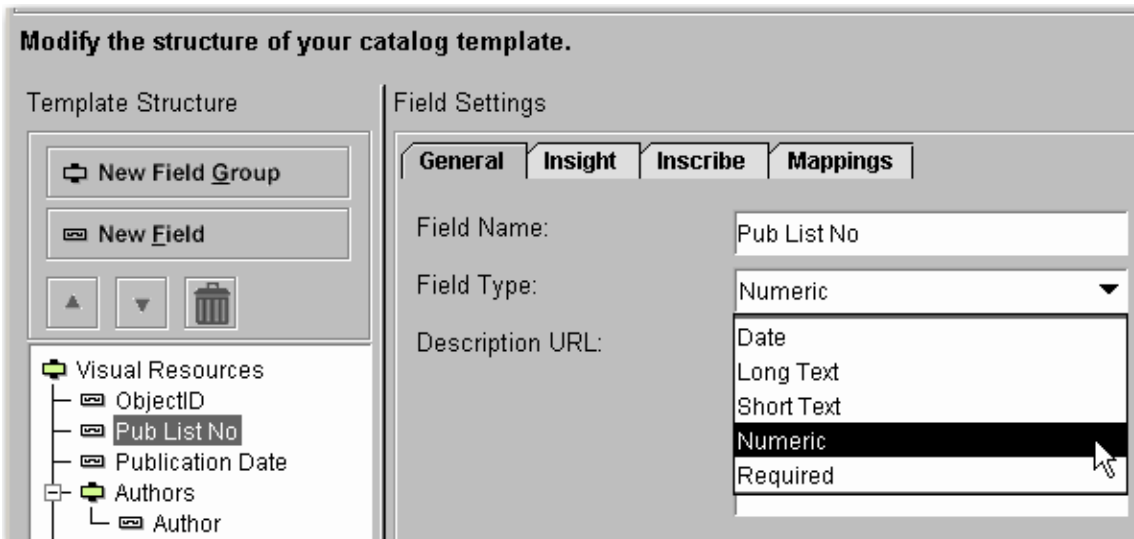 Modify the structure of your catalog template.
Template Structure
New Field Group
New Field
Visual Resources
ObjectID
Pub List No
Publication Date
Authors
Author
Field Settings
General Insight Inscribe Mappings
Field Name: Pub List No
Field Type: Numeric
Description URL:
Date
Long Text
Short Text
Numeric
Required